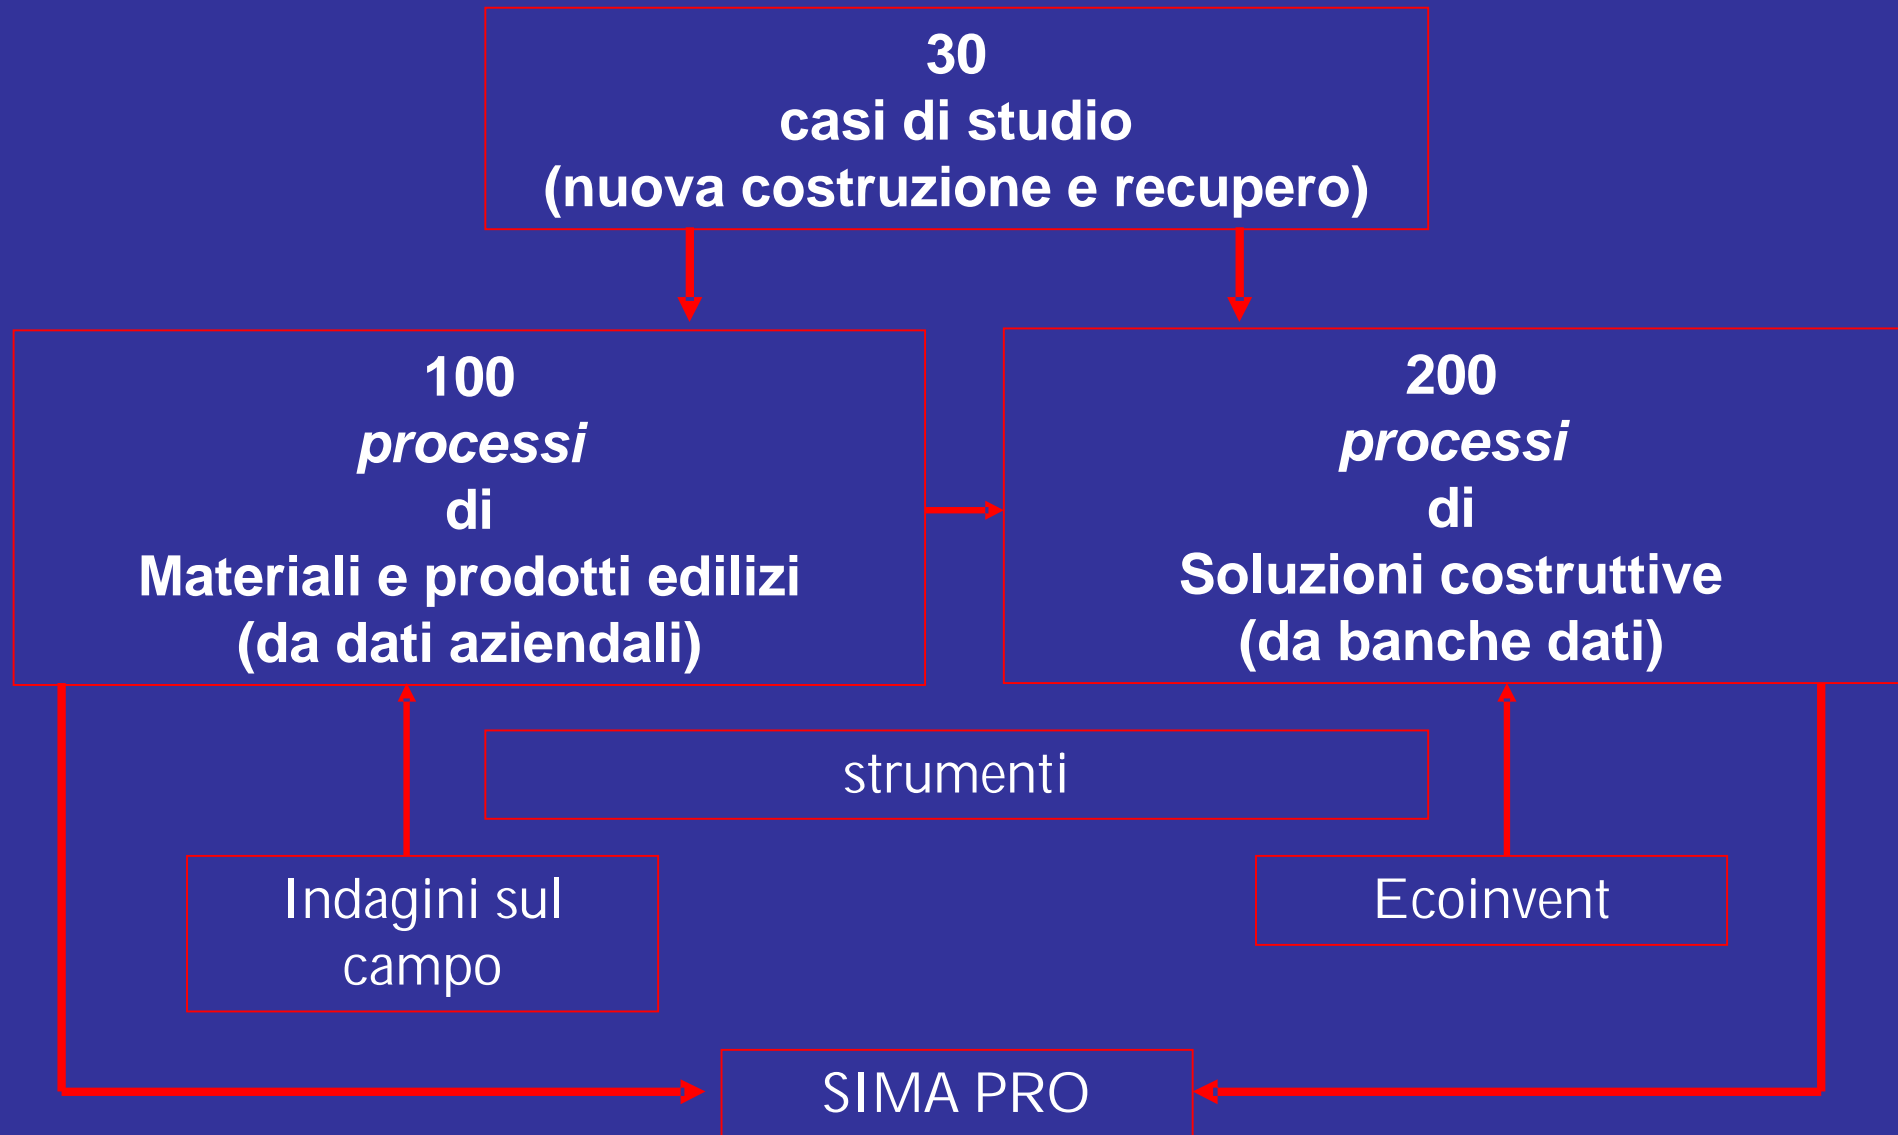 30
casi di studio
(nuova costruzione e recupero)
100
processi
di
Materiali e prodotti edilizi
(da dati aziendali)
200
processi
di
Soluzioni costruttive
(da banche dati)
strumenti
Indagini sul
campo
Ecoinvent
SIMA PRO